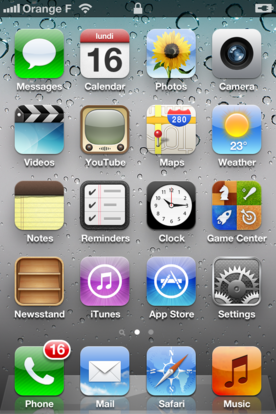 Orange F
lundi
16
Messages Calendar Photos Camera
280
23°
Videos YouTube Maps Weather
Notes Reminders Clock Game Center
Newsstand iTunes App Store Settings
16
Phone Mail Safari Music